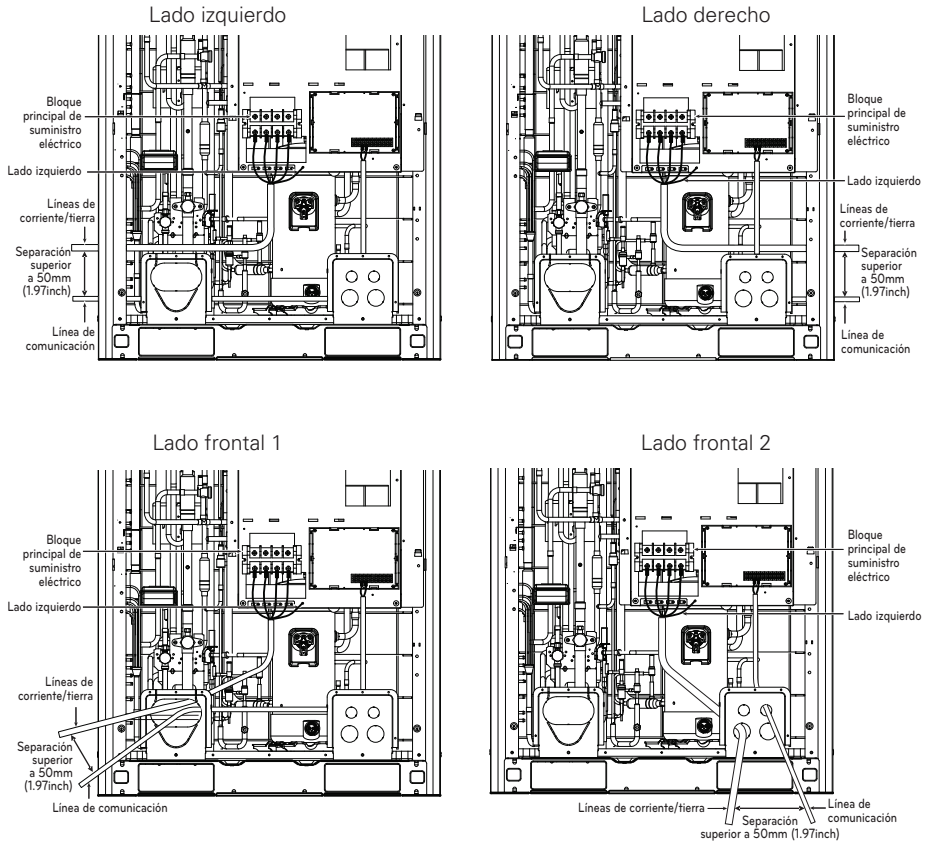 Lado izquierdo
Bloque
principal de
suministro
eléctrico
Lado izquierdo
Líneas de
corriente/tierra
Separación
superior
a 50mm
(1.97inch)
Línea de
comunicación
Lado derecho
Bloque
principal de
suministro
eléctrico
Lado izquierdo
Líneas de
corriente/tierra
Separación
superior
a 50mm
(1.97inch)
Línea de
comunicación
Lado frontal 1
Bloque
principal de
suministro
eléctrico
Lado izquierdo
Líneas de
corriente/tierra
Separación
superior
a 50mm
(1.97inch)
Línea de comunicación
Lado frontal 2
Bloque
principal de
suministro
eléctrico
Lado izquierdo
Líneas de corriente/tierra
Separación
superior a 50mm (1.97inch)
Línea de
comunicación